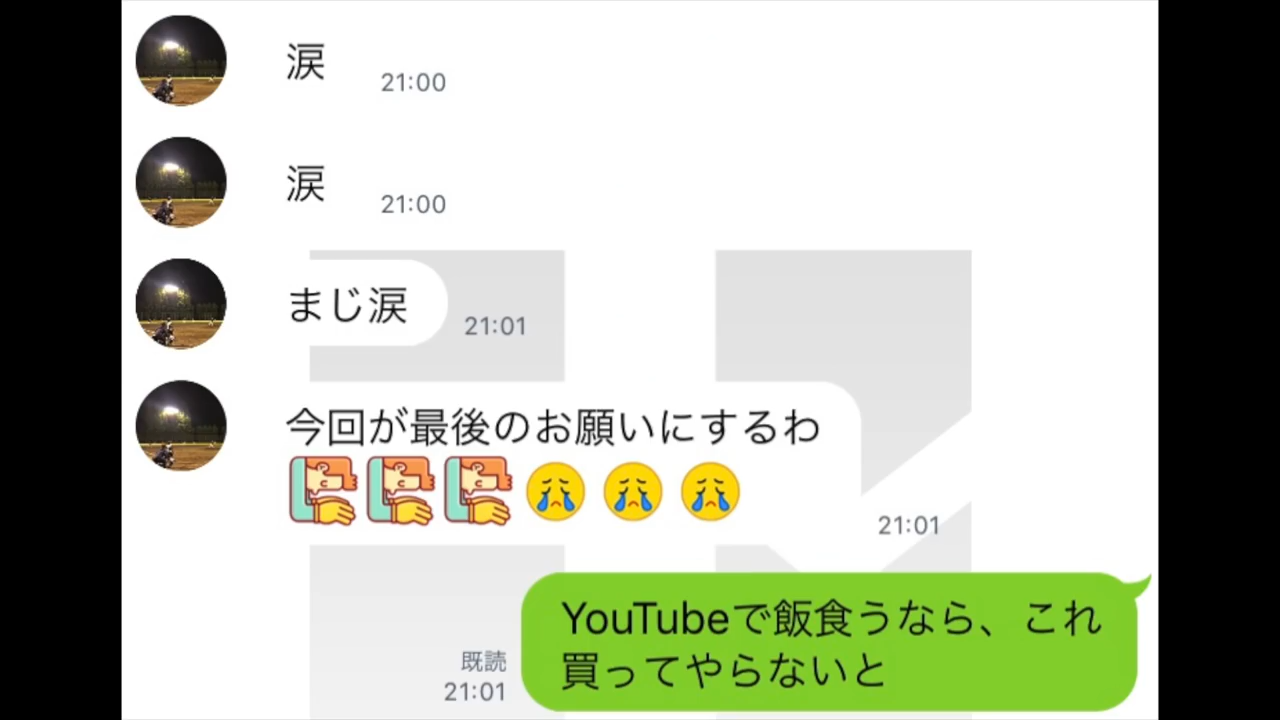 涙
21:00
涙
21:00
まじ涙
21:01
今回が最後のお願いにするわ
21:01
YouTubeで飯食うなら、これ
買ってやらないと
既読
21:01